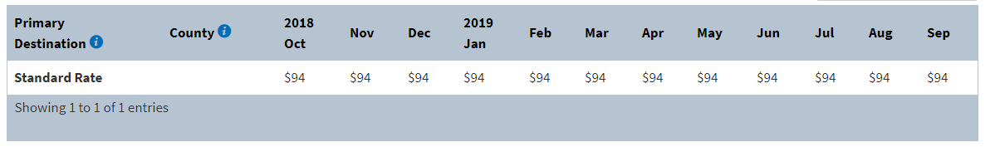 Primary Destination County 2018 Oct Nov Dec 2019 Jan Feb Mar Apr May Jun Jul Aug Sep
Standard Rate $94 $94 $94 $94 $94 $94 $94 $94 $94 $94 $94 $94
Showing 1 to 1 of 1 entries